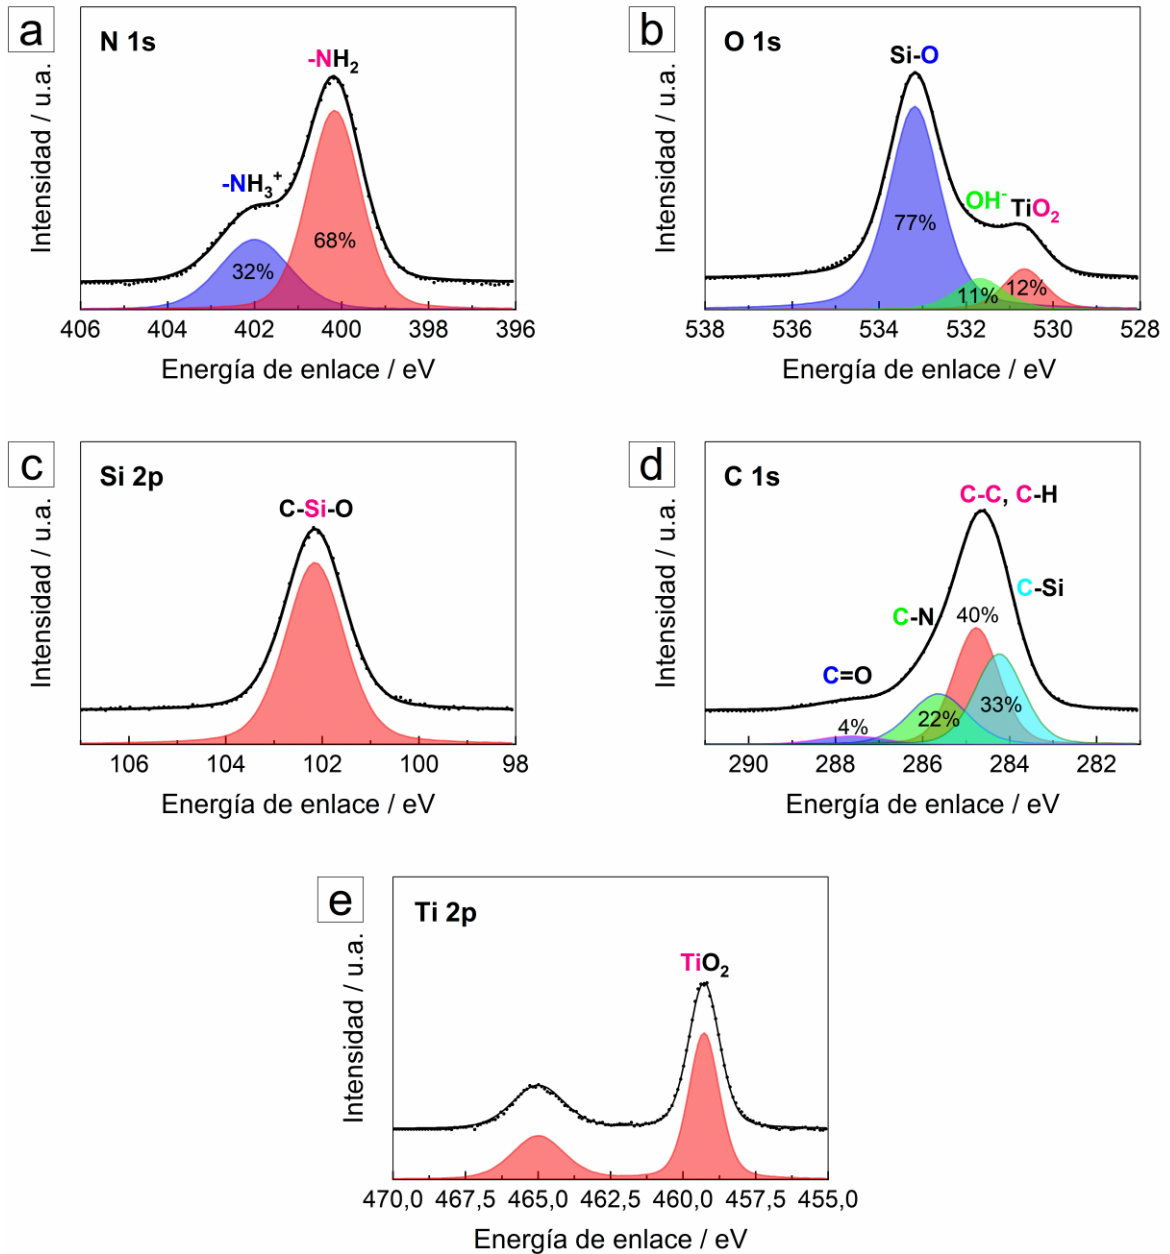 a
N 1s
-NH₂
-NH₃⁺
68%
32%
Intensidad / u.a.
406 404 402 400 398 396
Energía de enlace / eV
b
O 1s
Si-O
OH⁻
TiO₂
77%
11%
12%
Intensidad / u.a.
538 536 534 532 530 528
Energía de enlace / eV
c
Si 2p
C-Si-O
Intensidad / u.a.
106 104 102 100 98
Energía de enlace / eV
d
C 1s
C-C, C-H
C-Si
C-N
C=O
40%
33%
22%
4%
Intensidad / u.a.
290 288 286 284 282
Energía de enlace / eV
e
Ti 2p
TiO₂
Intensidad / u.a.
470,0 467,5 465,0 462,5 460,0 457,5 455,0
Energía de enlace / eV